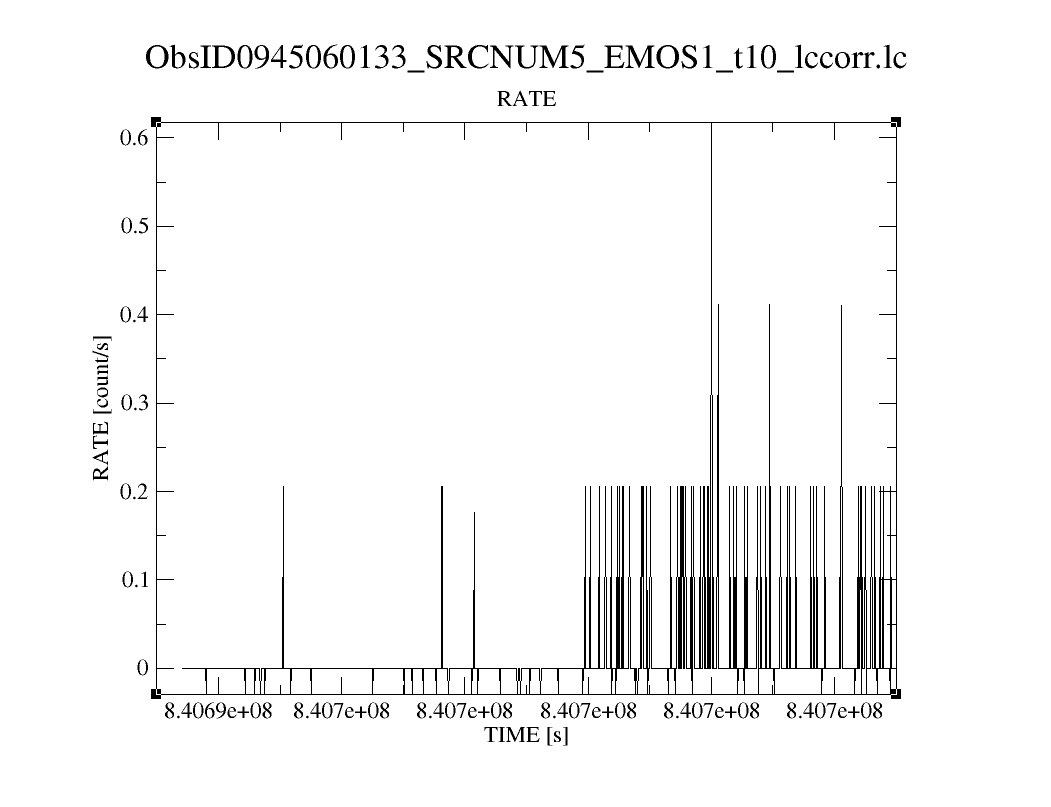 ObsID0945060133_SRCNUM5_EMOS1_t10_lccorr.lc
RATE
0.6
0.5
0.4
0.3
0.2
0.1
0
RATE [count/s]
8.4069e+08 8.407e+08 8.407e+08 8.407e+08 8.407e+08 8.407e+08
TIME [s]